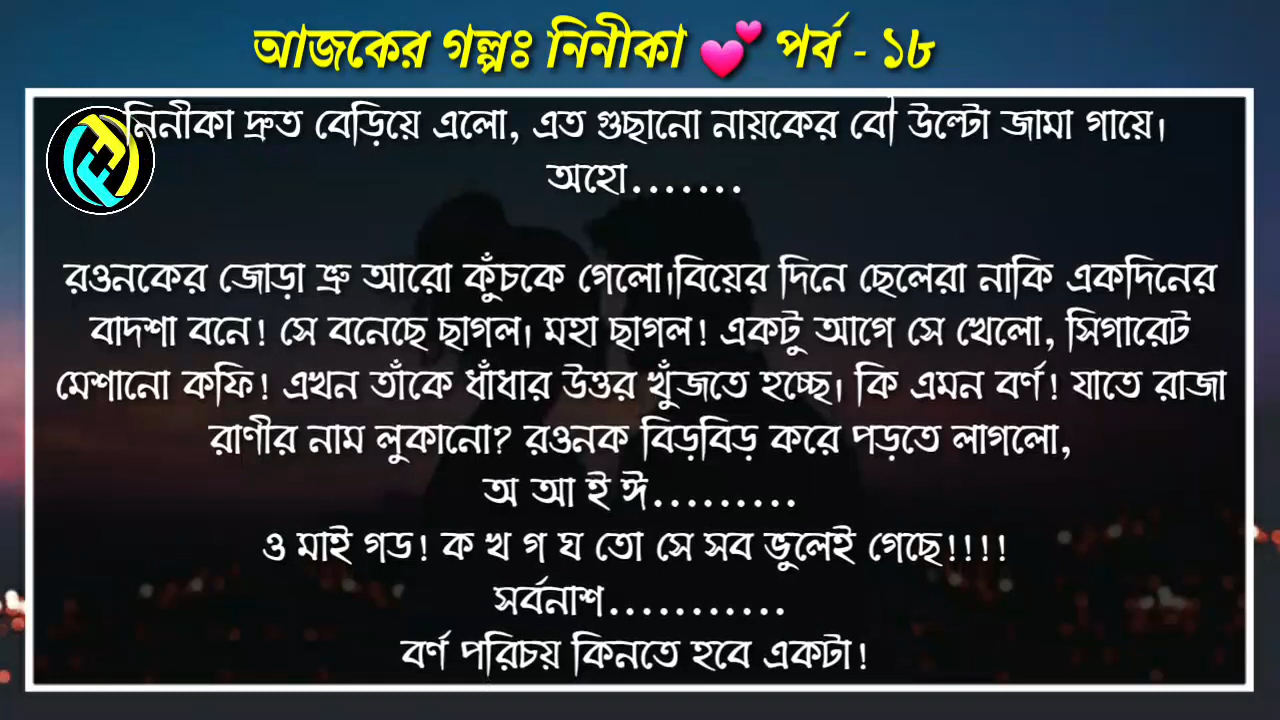 আজকের গল্পঃ নিনীকা 💕 পর্ব - ১৮
নিনীকা দ্রুত বেড়িয়ে এলো, এত গুছানো নায়কের বৌ উল্টো জামা গায়ে।
অহো.......
রওনকের জোড়া ভ্রু আরো কুঁচকে গেলো।বিয়ের দিনে ছেলেরা নাকি একদিনের
বাদশা বনে! সে বনেছে ছাগল। মহা ছাগল! একটু আগে সে খেলো, সিগারেট
মেশানো কফি! এখন তাঁকে ধাঁধার উত্তর খুঁজতে হচ্ছে। কি এমন বর্ণ! যাতে রাজা
রাণীর নাম লুকানো? রওনক বিড়বিড় করে পড়তে লাগলো,
অ আ ই ঈ.........
ও মাই গড! ক খ গ ঘ তো সে সব ভুলেই গেছে!!!!
সর্বনাশ...........
বর্ণ পরিচয় কিনতে হবে একটা!